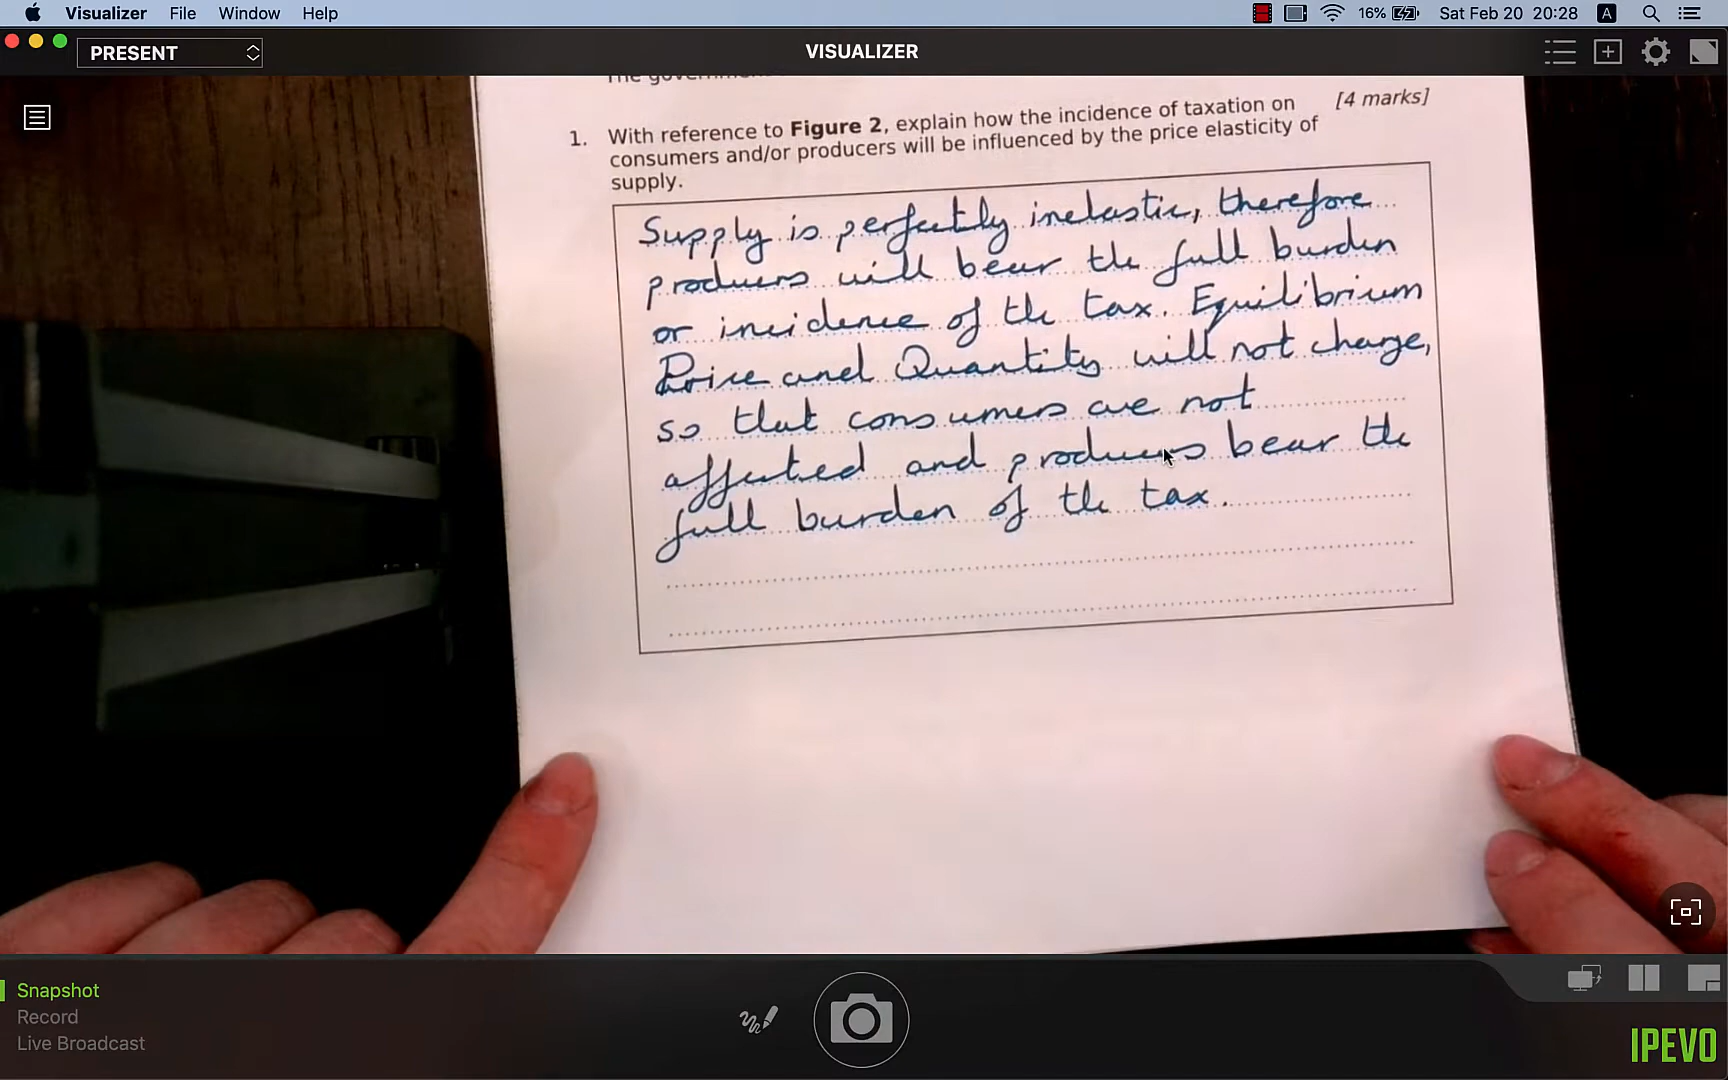 Visualizer File Window Help 16% Sat Feb 20 20:28 A
PRESENT VISUALIZER
The government
[4 marks]
1. With reference to Figure 2, explain how the incidence of taxation on
consumers and/or producers will be influenced by the price elasticity of
supply.
Supply is perfectly inelastic, therefore
producers will bear the full burden
or incidence of the tax. Equilibrium
Price and Quantity will not change,
so that consumers are not
affected and producers bear the
full burden of the tax.
Snapshot
Record
Live Broadcast
IPEVO